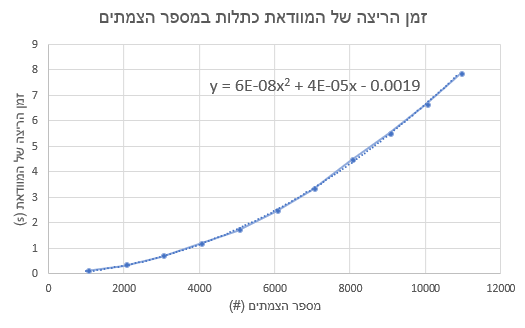 זמן הריצה של המוודאת כתלות במספר הצמתים
y = 6E-08x² + 4E-05x - 0.0019
זמן הריצה של המוודאת (s)
9
8
7
6
5
4
3
2
1
0
0 2000 4000 6000 8000 10000 12000
מספר הצמתים (#)